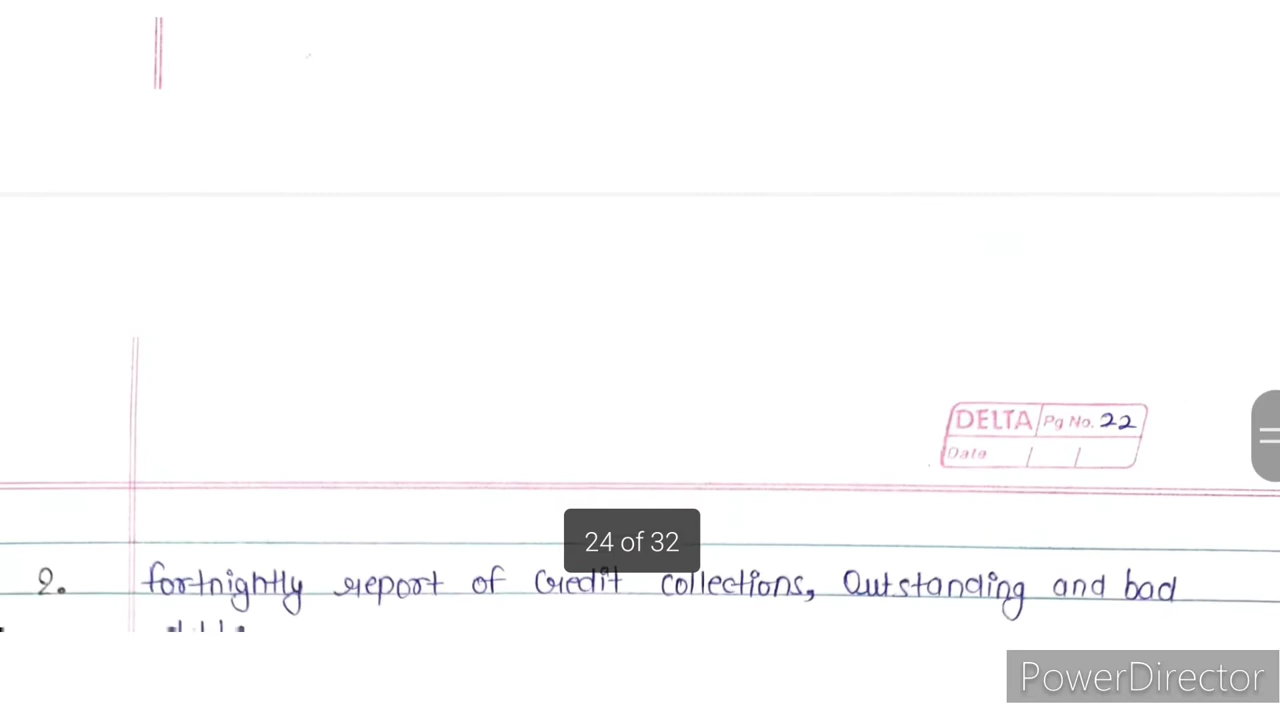 DELTA Pg No. 22
Date
24 of 32
2. fortnightly report of credit collections, Outstanding and bad
PowerDirector